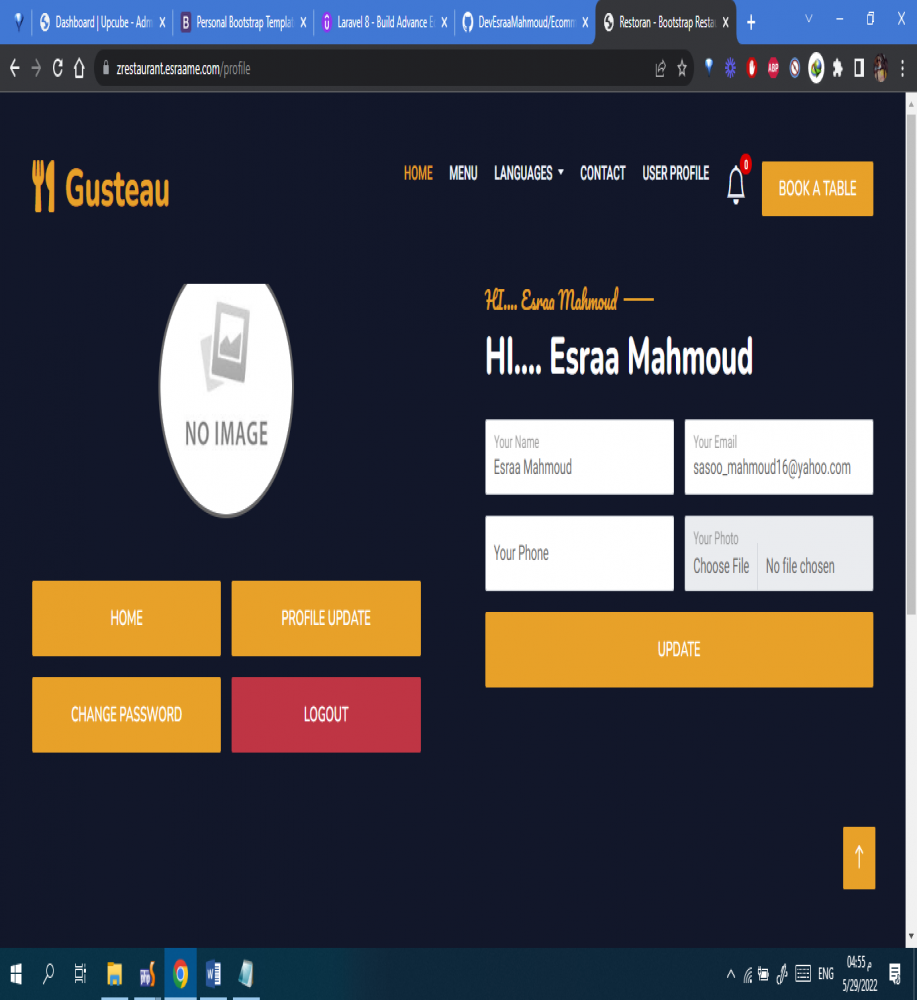 Dashboard | Upcube - Adm
Personal Bootstrap Templat
Laravel 8 - Build Advance E
DevEsraaMahmoud/Ecomm
Restoran - Bootstrap Resta
zrestaurant.esraame.com/profile
ABP
Gusteau
HOME
MENU
LANGUAGES
CONTACT
USER PROFILE
0
BOOK A TABLE
NO IMAGE
HI.... Esraa Mahmoud
HI.... Esraa Mahmoud
Your Name
Esraa Mahmoud
Your Email
sasoo_mahmoud16@yahoo.com
Your Phone
Your Photo
Choose File
No file chosen
UPDATE
HOME
PROFILE UPDATE
CHANGE PASSWORD
LOGOUT
ENG
04:55 م
5/29/2022